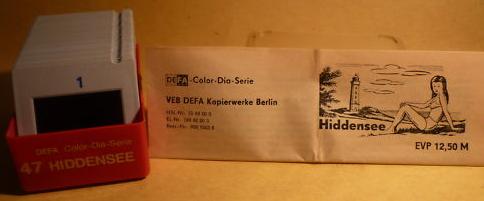 1
DEFA Color-Dia-Serie
47 HIDDENSEE
DEFA-Color-Dia-Serie
VEB DEFA Kopierwerke Berlin
Hiddensee
EVP 12,50 M